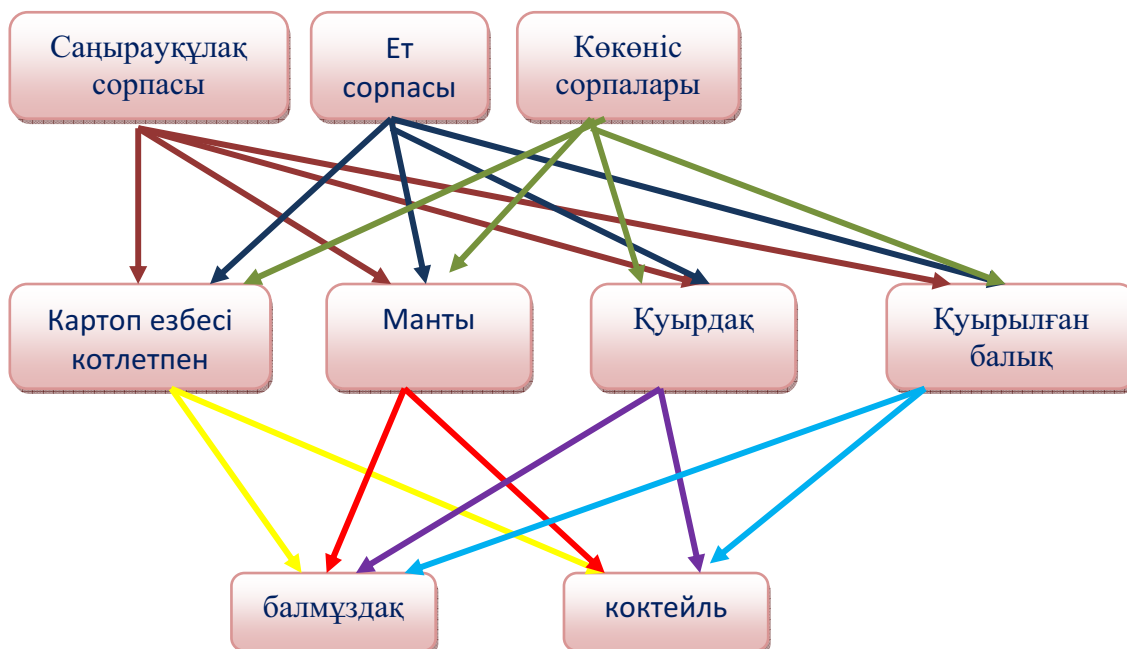 Саңырауқұлақ
сорпасы
Ет
сорпасы
Көкөніс
сорпалары
Картоп езбесі
котлетпен
Манты
Қуырдақ
Қуырылған
балық
балмұздақ
коктейль